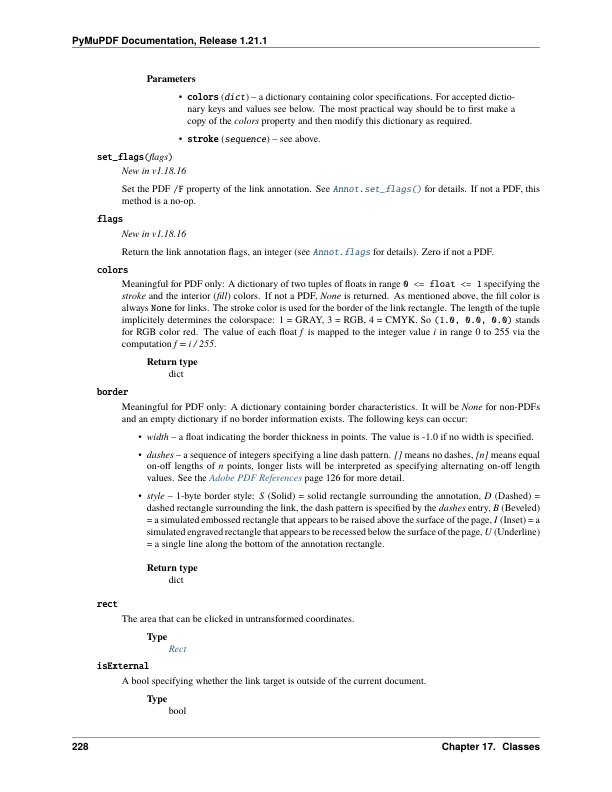 PyMuPDF Documentation, Release 1.21.1
Parameters
• colors (dict) – a dictionary containing color specifications. For accepted dictio-
nary keys and values see below. The most practical way should be to first make a
copy of the colors property and then modify this dictionary as required.
• stroke (sequence) – see above.
set_flags(flags)
New in v1.18.16
Set the PDF /F property of the link annotation. See Annot.set_flags() for details. If not a PDF, this
method is a no-op.
flags
New in v1.18.16
Return the link annotation flags, an integer (see Annot.flags for details). Zero if not a PDF.
colors
Meaningful for PDF only: A dictionary of two tuples of floats in range 0 <= float <= 1 specifying the
stroke and the interior (fill) colors. If not a PDF, None is returned. As mentioned above, the fill color is
always None for links. The stroke color is used for the border of the link rectangle. The length of the tuple
implicitely determines the colorspace: 1 = GRAY, 3 = RGB, 4 = CMYK. So (1.0, 0.0, 0.0) stands
for RGB color red. The value of each float f is mapped to the integer value i in range 0 to 255 via the
computation f = i / 255.
Return type
dict
border
Meaningful for PDF only: A dictionary containing border characteristics. It will be None for non-PDFs
and an empty dictionary if no border information exists. The following keys can occur:
• width – a float indicating the border thickness in points. The value is -1.0 if no width is specified.
• dashes – a sequence of integers specifying a line dash pattern. [] means no dashes, [n] means equal
on-off lengths of n points, longer lists will be interpreted as specifying alternating on-off length
values. See the Adobe PDF References page 126 for more detail.
• style – 1-byte border style: S (Solid) = solid rectangle surrounding the annotation, D (Dashed) =
dashed rectangle surrounding the link, the dash pattern is specified by the dashes entry, B (Beveled)
= a simulated embossed rectangle that appears to be raised above the surface of the page, I (Inset) = a
simulated engraved rectangle that appears to be recessed below the surface of the page, U (Underline)
= a single line along the bottom of the annotation rectangle.
Return type
dict
rect
The area that can be clicked in untransformed coordinates.
Type
Rect
isExternal
A bool specifying whether the link target is outside of the current document.
Type
bool
228
Chapter 17. Classes